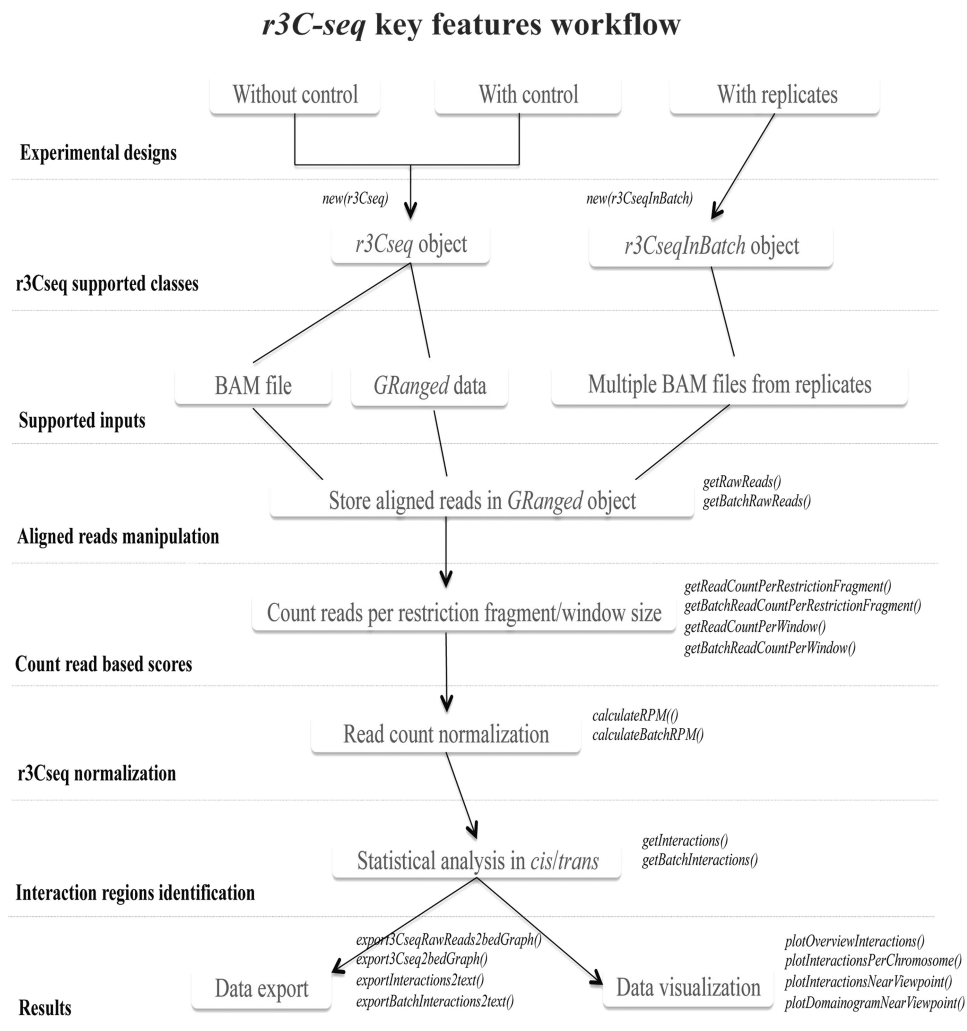 r3C-seq key features workflow
Without control
With control
With replicates
Experimental designs
new(r3Cseq)
new(r3CseqInBatch)
r3Cseq object
r3CseqInBatch object
r3Cseq supported classes
BAM file
GRanged data
Multiple BAM files from replicates
Supported inputs
Store aligned reads in GRanged object
getRawReads()
getBatchRawReads()
Aligned reads manipulation
Count reads per restriction fragment/window size
getReadCountPerRestrictionFragment()
getBatchReadCountPerRestrictionFragment()
getReadCountPerWindow()
getBatchReadCountPerWindow()
Count read based scores
Read count normalization
calculateRPM(()
calculateBatchRPM()
r3Cseq normalization
Statistical analysis in cis/trans
getInteractions()
getBatchInteractions()
Interaction regions identification
export3CseqRawReads2bedGraph()
export3Cseq2bedGraph()
exportInteractions2text()
exportBatchInteractions2text()
plotOverviewInteractions()
plotInteractionsPerChromosome()
plotInteractionsNearViewpoint()
plotDomainogramNearViewpoint()
Data export
Data visualization
Results